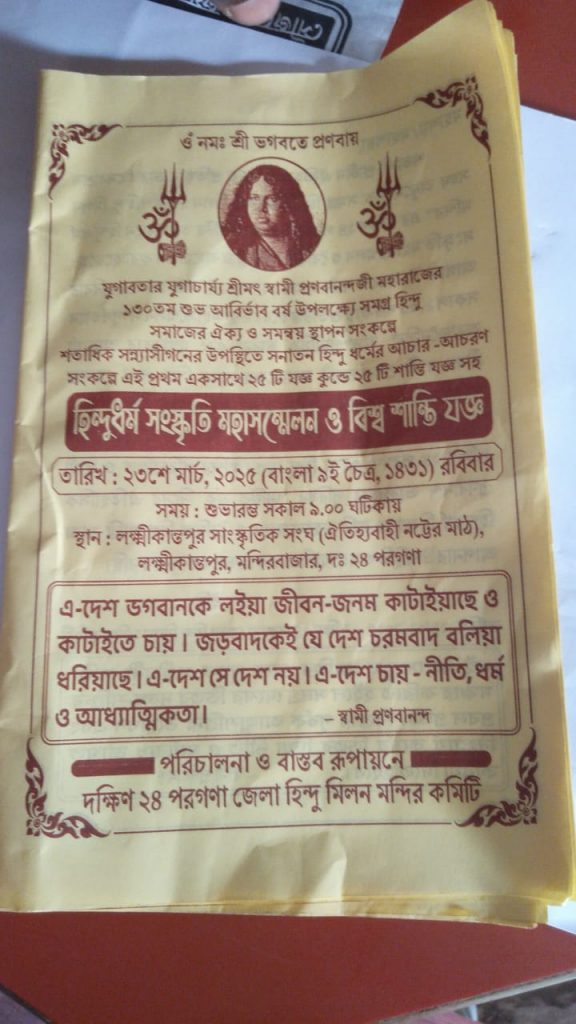 ওঁ নমঃ শ্রী ভগবতে প্রণবায়
যুগাবতার যুগাচার্য্য শ্রীমৎ স্বামী প্রণবানন্দজী মহারাজের
১৩০তম শুভ আবির্ভাব বর্ষ উপলক্ষ্যে সমগ্র হিন্দু
সমাজের ঐক্য ও সমন্বয় স্থাপন সংকল্পে
শতাধিক সন্ন্যাসীগনের উপস্থিতে সনাতন হিন্দু ধর্মের আচার -আচরণ
সংকল্পে এই প্রথম একসাথে ২৫ টি যজ্ঞ কুন্ডে ২৫ টি শান্তি যজ্ঞ সহ
হিন্দুধর্ম সংস্কৃতি মহাসম্মেলন ও বিশ্ব শান্তি যজ্ঞ
তারিখ : ২৩শে মার্চ, ২০২৫ (বাংলা ৯ই চৈত্র, ১৪৩১) রবিবার
সময় : শুভারম্ভ সকাল ৯.০০ ঘটিকায়
স্থান : লক্ষ্মীকান্তপুর সাংস্কৃতিক সংঘ (ঐতিহ্যবাহী নট্টের মাঠ),
লক্ষ্মীকান্তপুর, মন্দিরবাজার, দঃ ২৪ পরগণা
এ-দেশ ভগবানকে লইয়া জীবন-জনম কাটাইয়াছে ও
কাটাইতে চায়। জড়বাদকেই যে দেশ চরমবাদ বলিয়া
ধরিয়াছে। এ-দেশ সে দেশ নয়। এ-দেশ চায় - নীতি, ধর্ম
ও আধ্যাত্মিকতা। – স্বামী প্রণবানন্দ
পরিচালনা ও বাস্তব রূপায়নে
দক্ষিণ ২৪ পরগণা জেলা হিন্দু মিলন মন্দির কমিটি